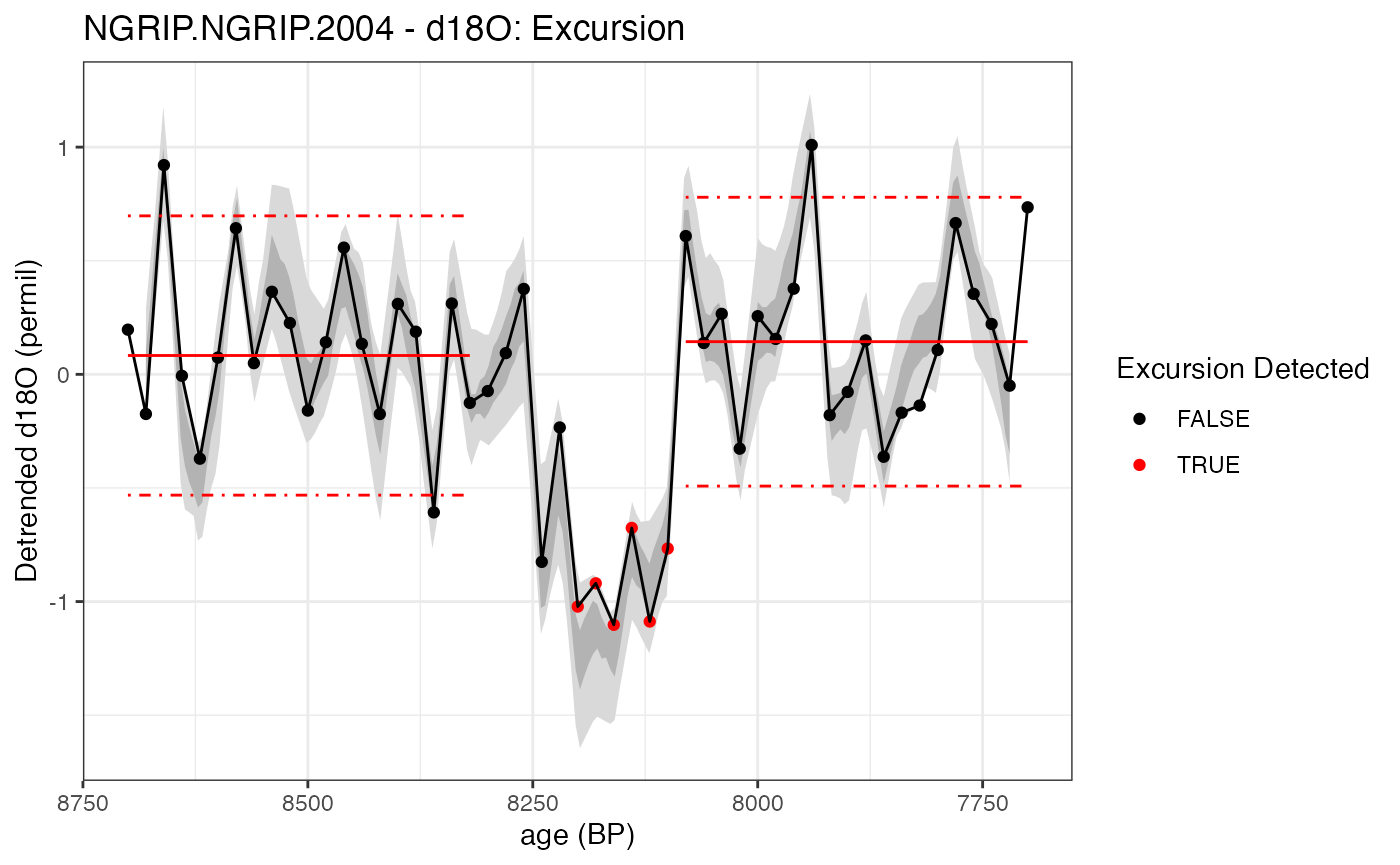 NGRIP.NGRIP.2004 - d18O: Excursion
Detrended d18O (permil)
1
0
-1
8750
8500
8250
8000
7750
age (BP)
Excursion Detected
FALSE
TRUE